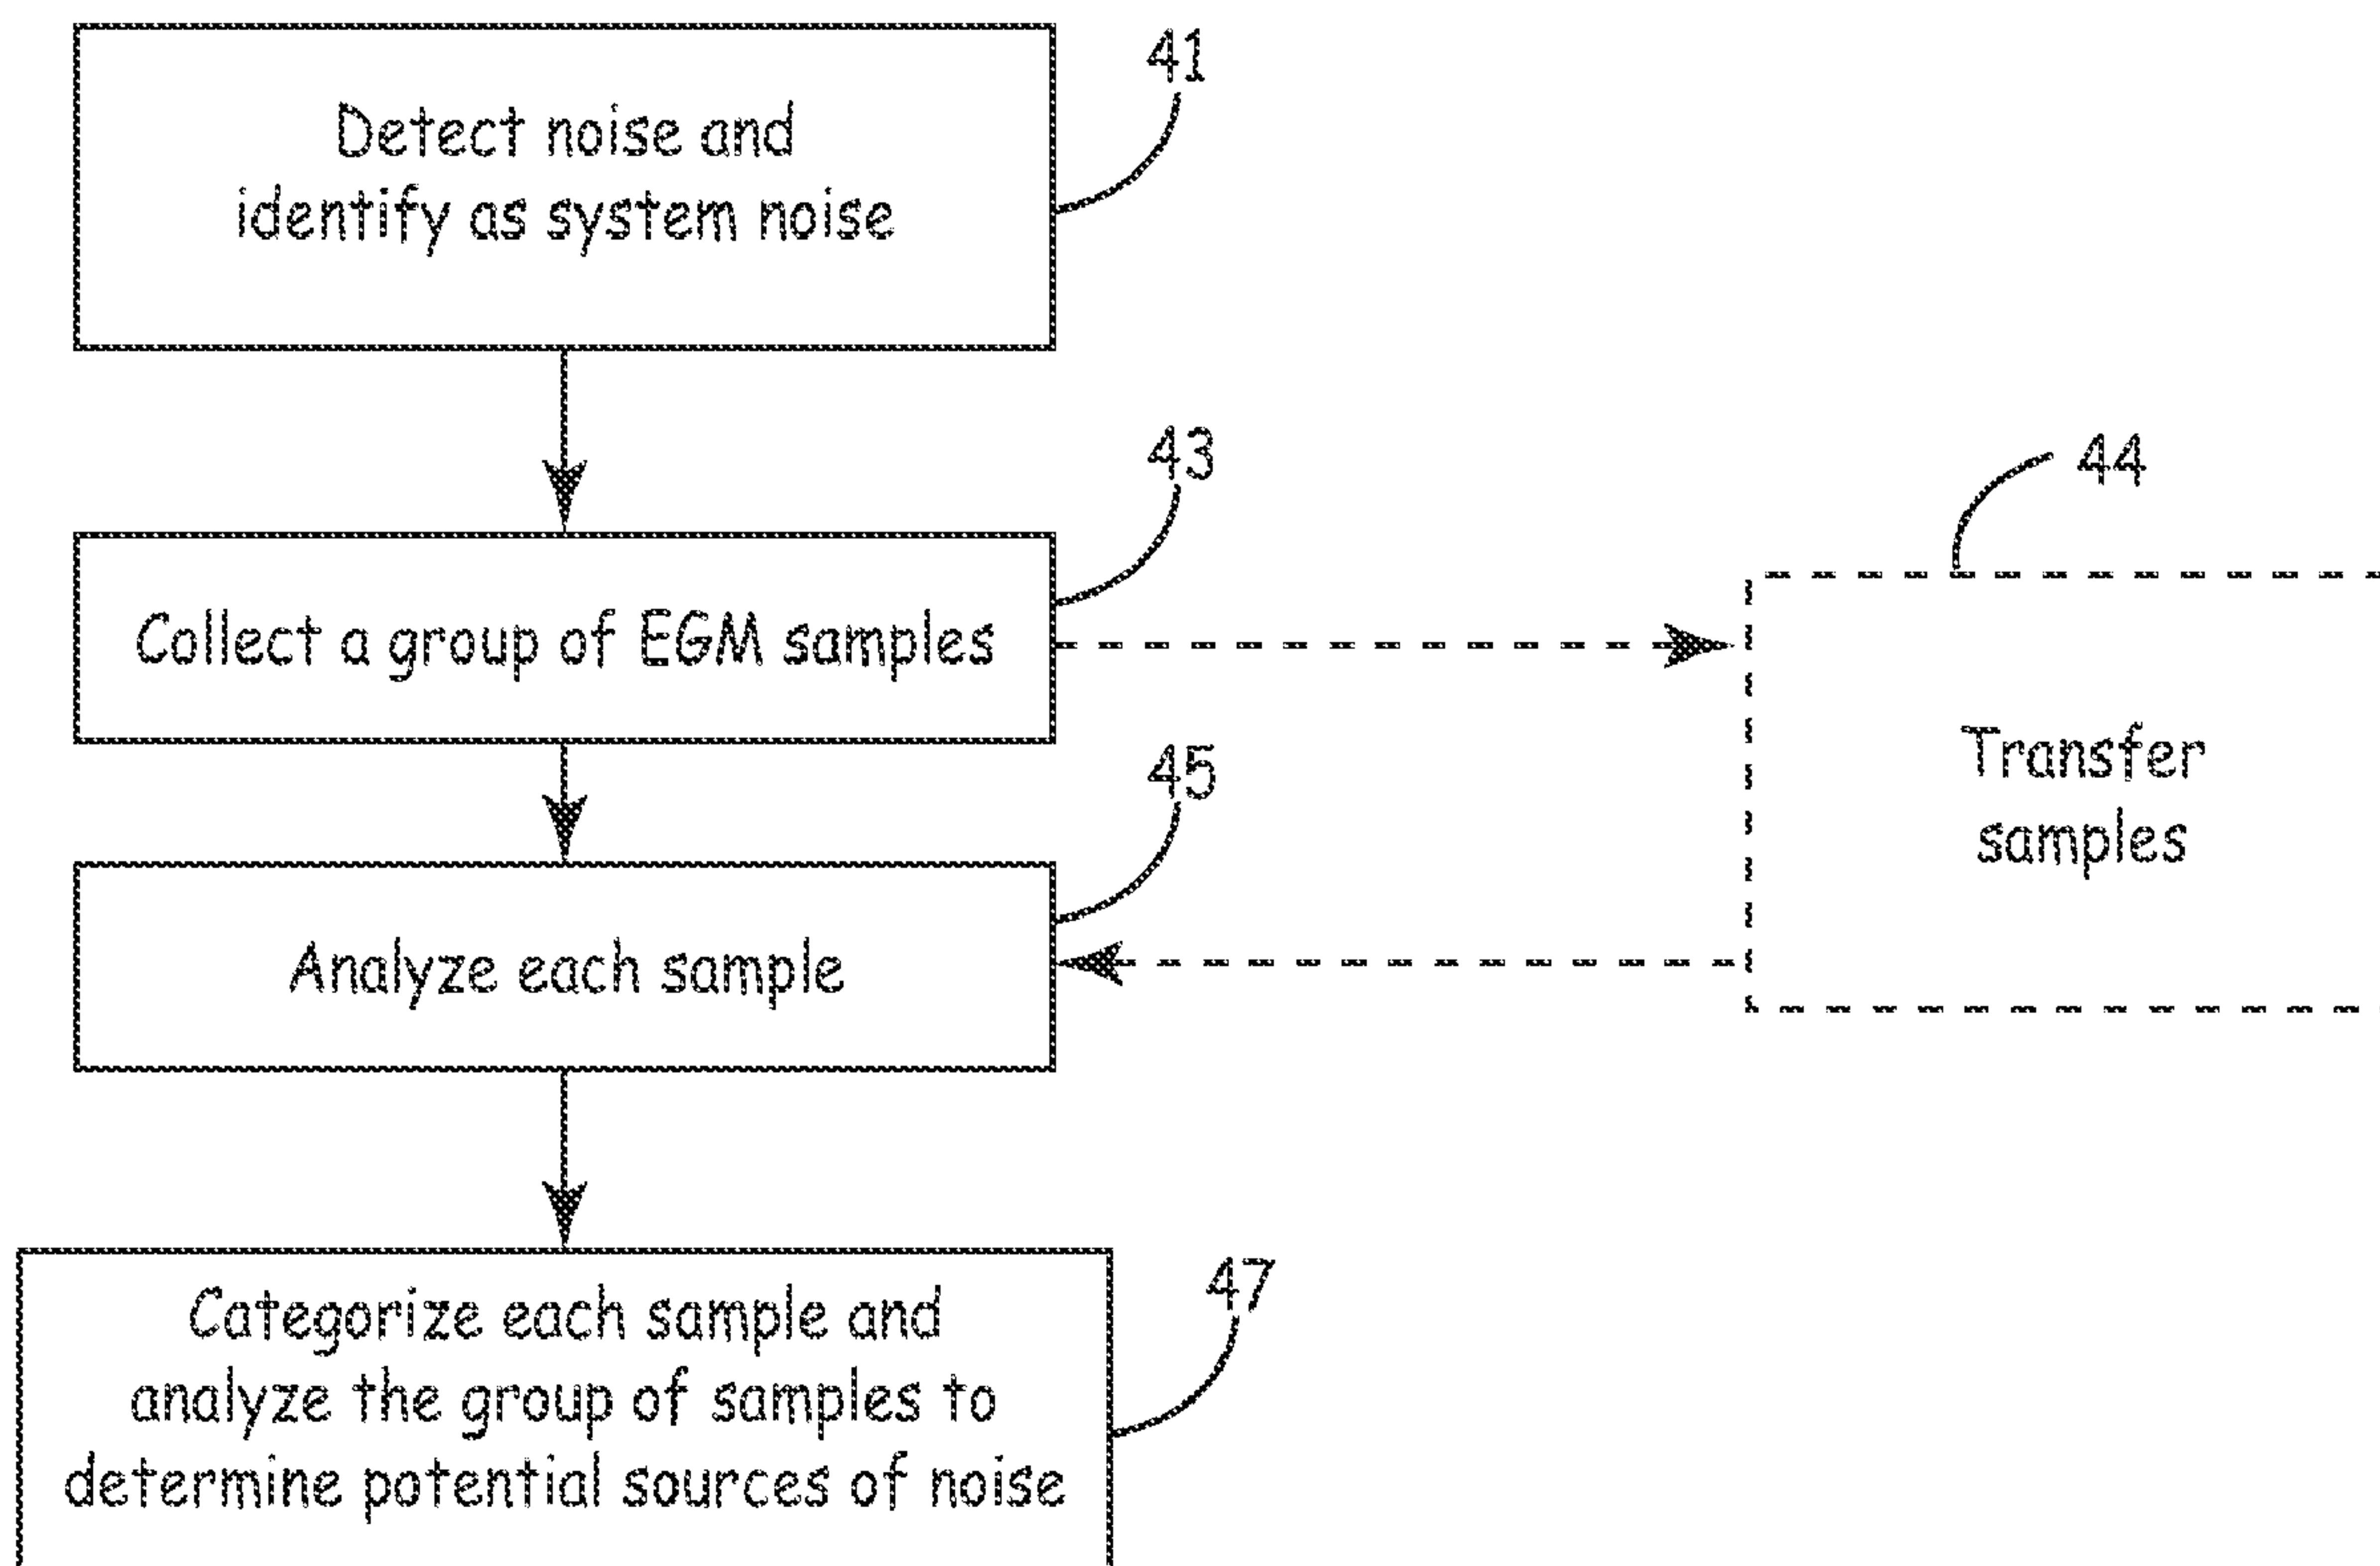 41
Detect noise and
identify as system noise
43
44
Collect a group of EGM samples
Transfer
samples
45
Analyze each sample
47
Categorize each sample and
analyze the group of samples to
determine potential sources of noise